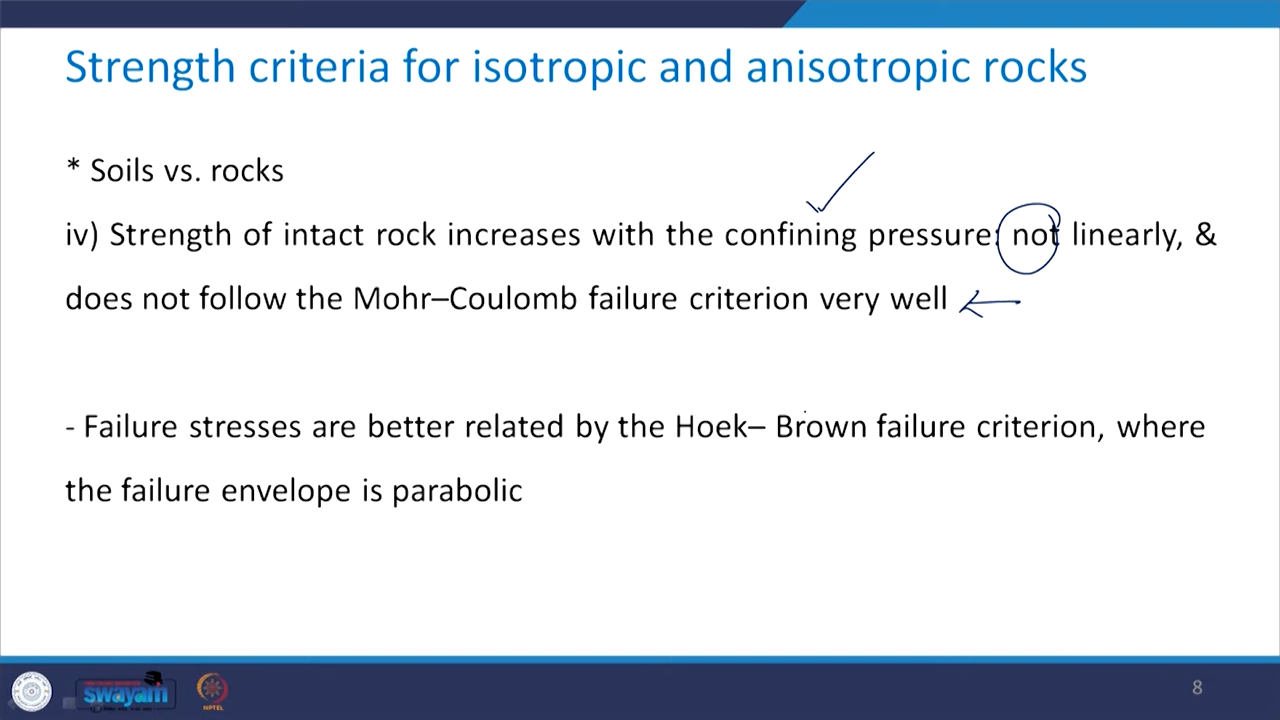 Strength criteria for isotropic and anisotropic rocks
* Soils vs. rocks
iv) Strength of intact rock increases with the confining pressure; not linearly, &
does not follow the Mohr–Coulomb failure criterion very well
- Failure stresses are better related by the Hoek– Brown failure criterion, where
the failure envelope is parabolic
swayam
NPTEL
8